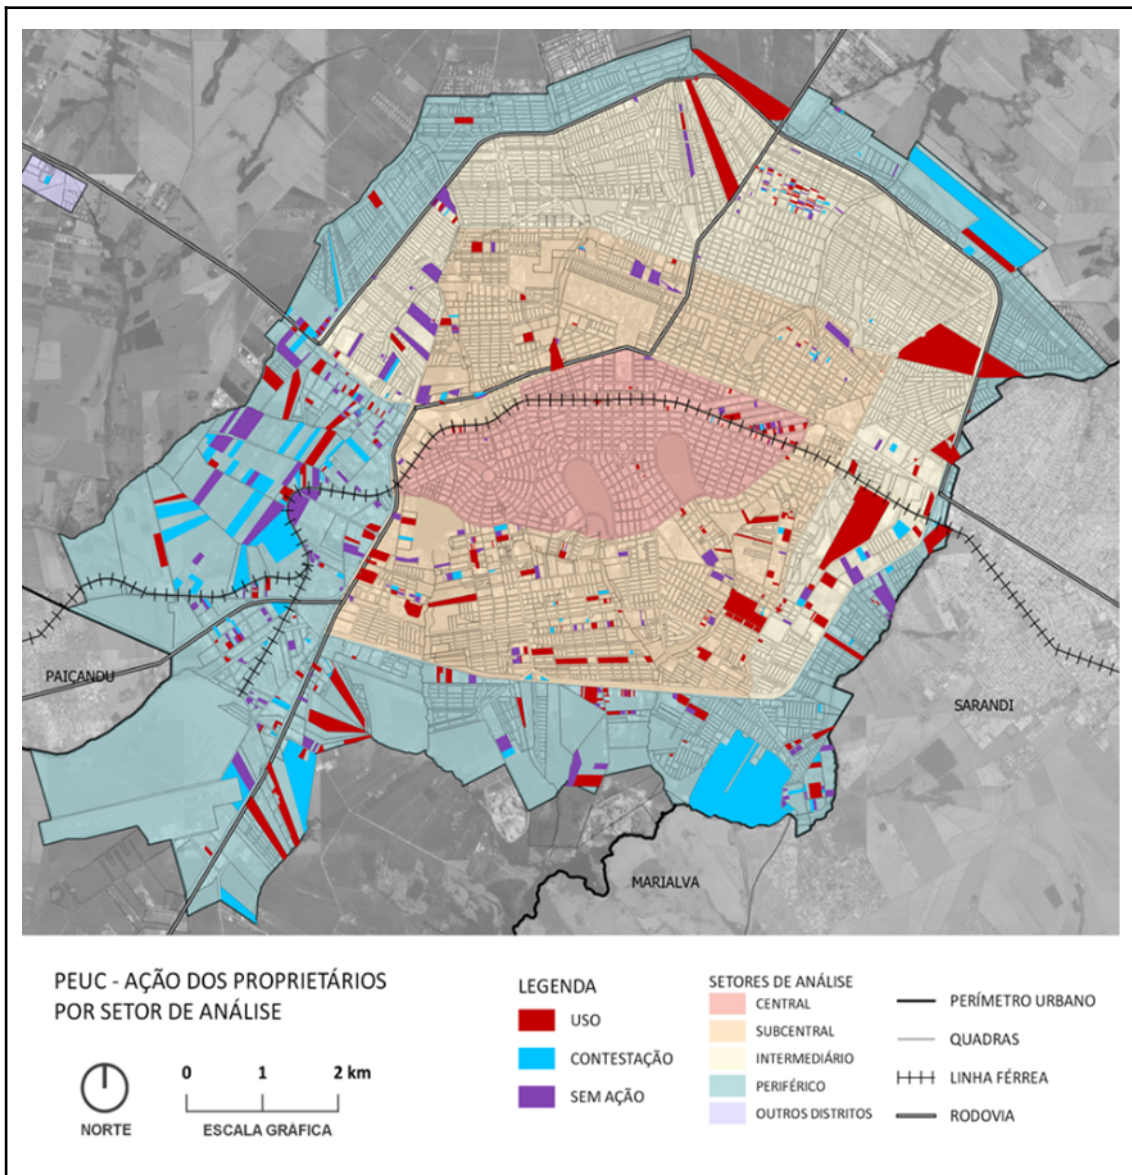 PAIÇANDU
SARANDI
MARIALVA
PEUC - AÇÃO DOS PROPRIETÁRIOS
POR SETOR DE ANÁLISE
NORTE
0 1 2 km
ESCALA GRÁFICA
LEGENDA
USO
CONTESTAÇÃO
SEM AÇÃO
SETORES DE ANÁLISE
CENTRAL
SUBCENTRAL
INTERMEDIÁRIO
PERIFÉRICO
OUTROS DISTRITOS
PERÍMETRO URBANO
QUADRAS
LINHA FÉRREA
RODOVIA